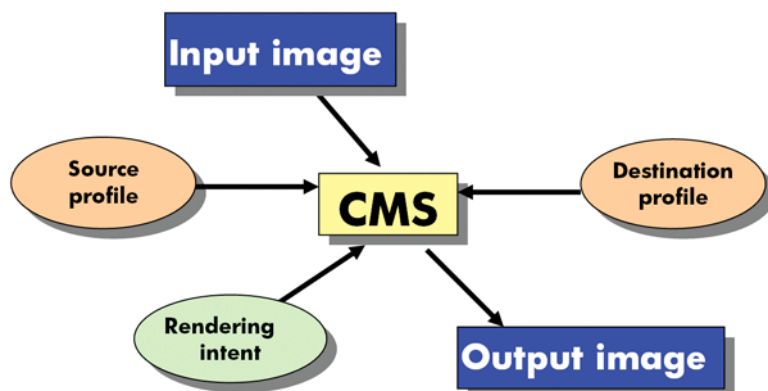 Input image
Source
profile
CMS
Destination
profile
Rendering
intent
Output image